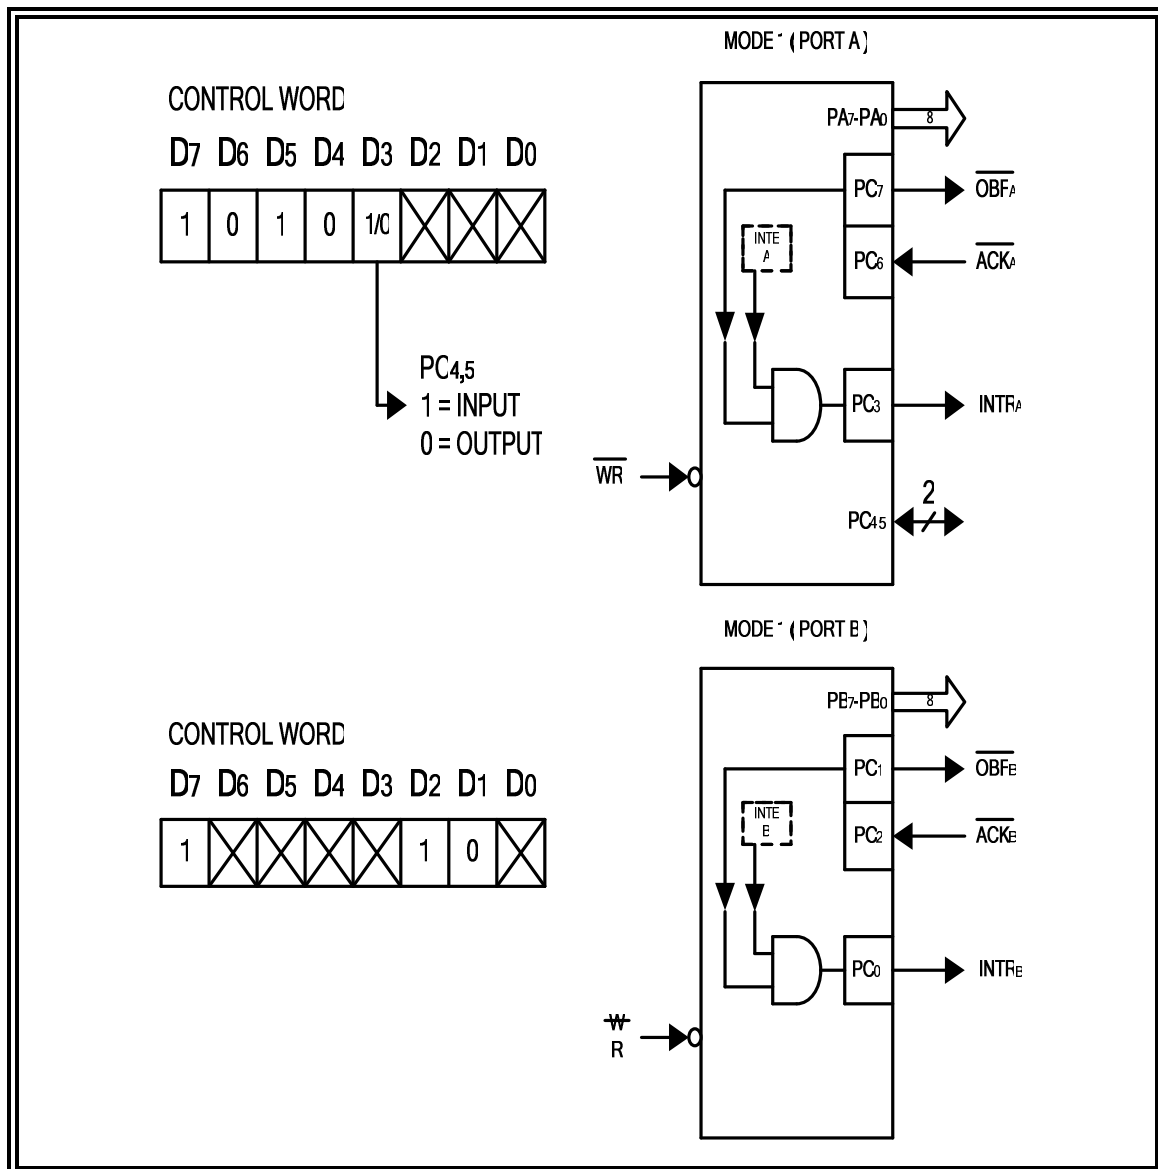 MODE 1 ( PORT A )
CONTROL WORD
D7 D6 D5 D4 D3 D2 D1 D0
1 0 1 0 1/0
PC4,5
1 = INPUT
0 = OUTPUT
PA7-PA0
8
PC7
OBFA
INTE
A
PC6
ACKA
PC3
INTRA
WR
2
PC45
MODE 1 ( PORT B )
CONTROL WORD
D7 D6 D5 D4 D3 D2 D1 D0
1 1 0
PB7-PB0
8
PC1
OBFB
INTE
B
PC2
ACKB
PC0
INTRB
W
R